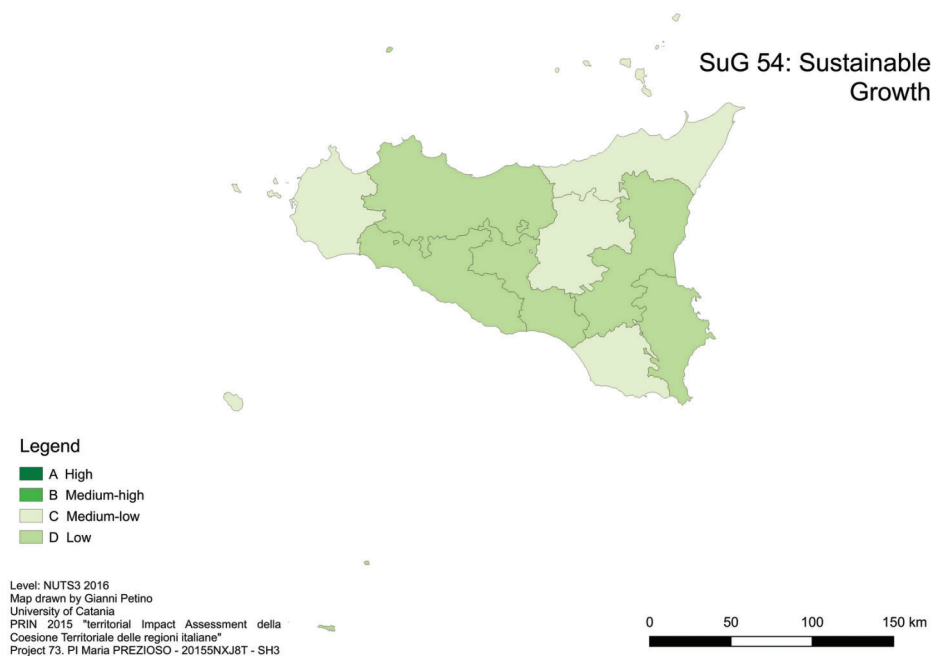 SuG 54: Sustainable
Growth
Legend
A High
B Medium-high
C Medium-low
D Low
Level: NUTS3 2016
Map drawn by Gianni Petino
University of Catania
PRIN 2015 "territorial Impact Assessment della
Coesione Territoriale delle regioni italiane"
Project 73. PI Maria PREZIOSO - 20155NXJ8T - SH3
0 50 100 150 km